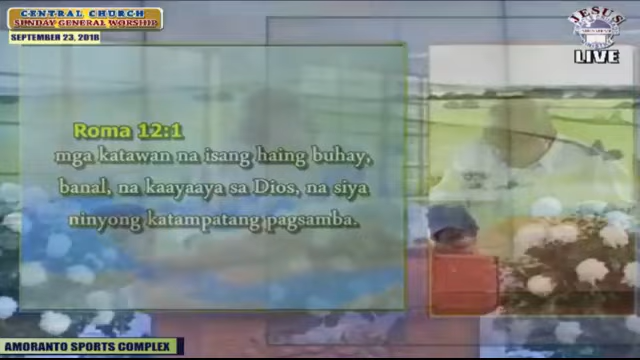 CENTRAL CHURCH
SUNDAY GENERAL WORSHIP
SEPTEMBER 23, 2018
JESUS
LIVE
Roma 12:1
mga katawan na isang haing buhay,
banal, na kaayaaya sa Dios, na siya
ninyong katampatang pagsamba.
AMORANTO SPORTS COMPLEX